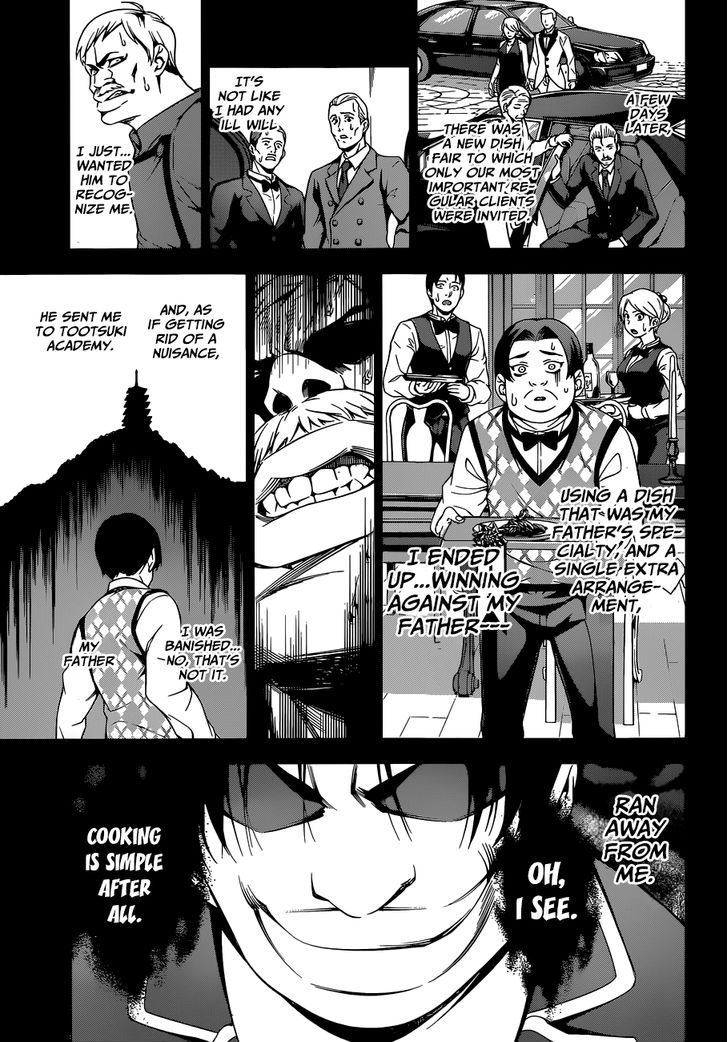 A FEW
DAYS
LATER,
THERE WAS
A NEW DISH
FAIR TO WHICH
ONLY OUR MOST
IMPORTANT RE-
GULAR CLIENTS
WERE INVITED.
IT'S
NOT LIKE
I HAD ANY
ILL WILL.
I JUST...
WANTED
HIM TO
RECOG-
NIZE ME.
USING A DISH
THAT WAS MY
FATHER'S SPE-
CIALTY, AND A
SINGLE EXTRA
ARRANGE-
MENT,
I ENDED
UP...WINNING
AGAINST MY
FATHER---
AND, AS
IF GETTING
RID OF A
NUISANCE,
HE SENT ME
TO TOOTSUKI
ACADEMY.
I WAS
BANISHED...
NO, THAT'S
NOT IT.
MY
FATHER
RAN
AWAY
FROM
ME.
OH,
I SEE.
COOKING
IS SIMPLE
AFTER
ALL.